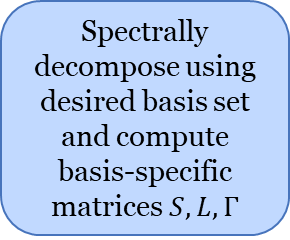 Spectrally
decompose using
desired basis set
and compute
basis-specific
matrices 𝑆, 𝐿, Γ